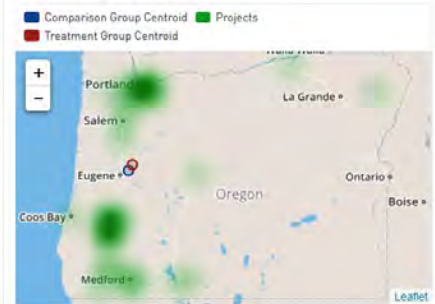 Comparison Group Centroid Projects
Treatment Group Centroid
+
−
Portland
La Grande
Salem
Eugene
Ontario
Oregon
Boise
Coos Bay
Medford
Leaflet